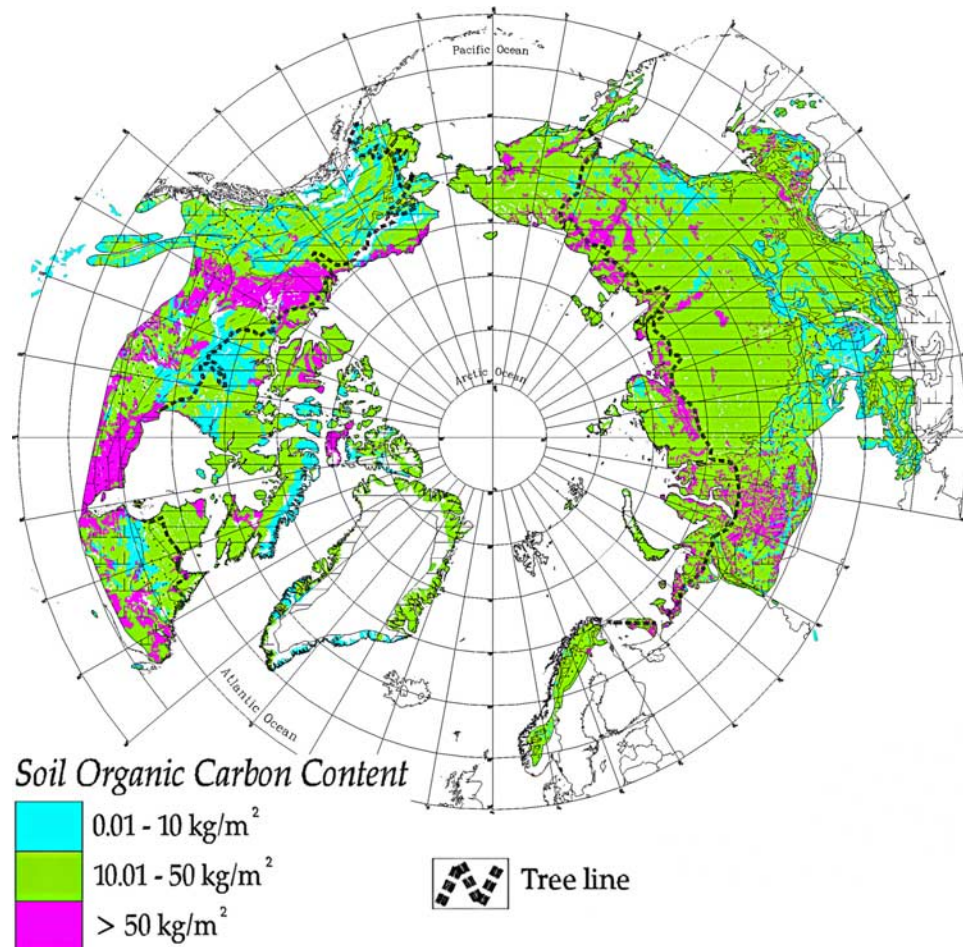 Pacific Ocean
Arctic Ocean
Atlantic Ocean
Soil Organic Carbon Content
0.01 - 10 kg/m²
10.01 - 50 kg/m²
> 50 kg/m²
Tree line